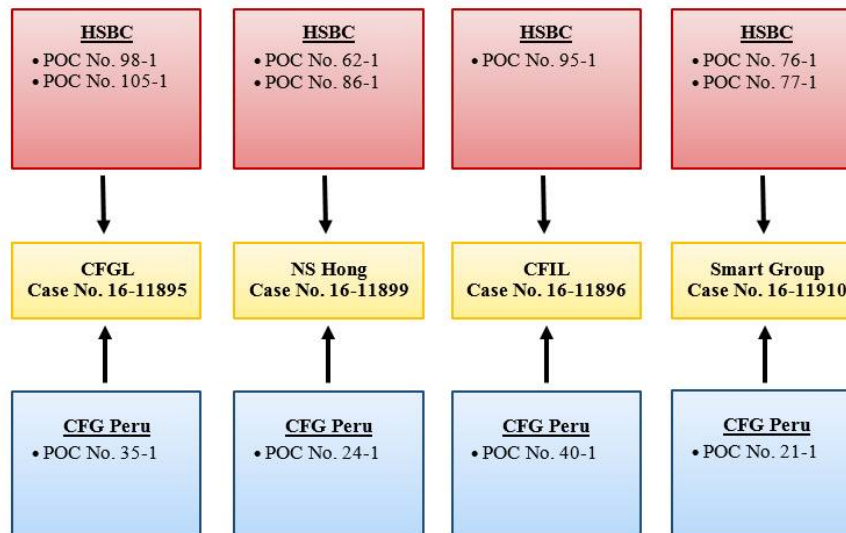 HSBC
• POC No. 98-1
• POC No. 105-1
HSBC
• POC No. 62-1
• POC No. 86-1
HSBC
• POC No. 95-1
HSBC
• POC No. 76-1
• POC No. 77-1
CFGL
Case No. 16-11895
NS Hong
Case No. 16-11899
CFIL
Case No. 16-11896
Smart Group
Case No. 16-11910
CFG Peru
• POC No. 35-1
CFG Peru
• POC No. 24-1
CFG Peru
• POC No. 40-1
CFG Peru
• POC No. 21-1